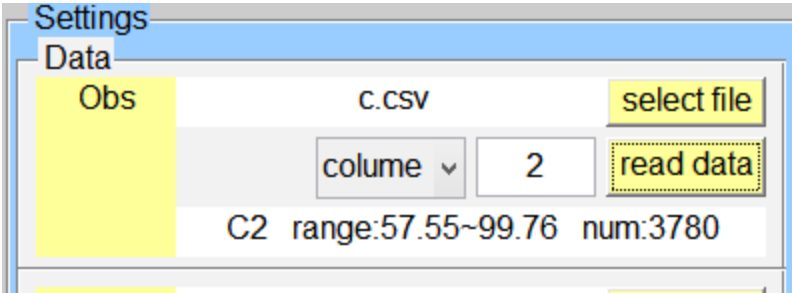 Settings
Data
Obs c.csv select file
colume 2 read data
C2 range:57.55~99.76 num:3780